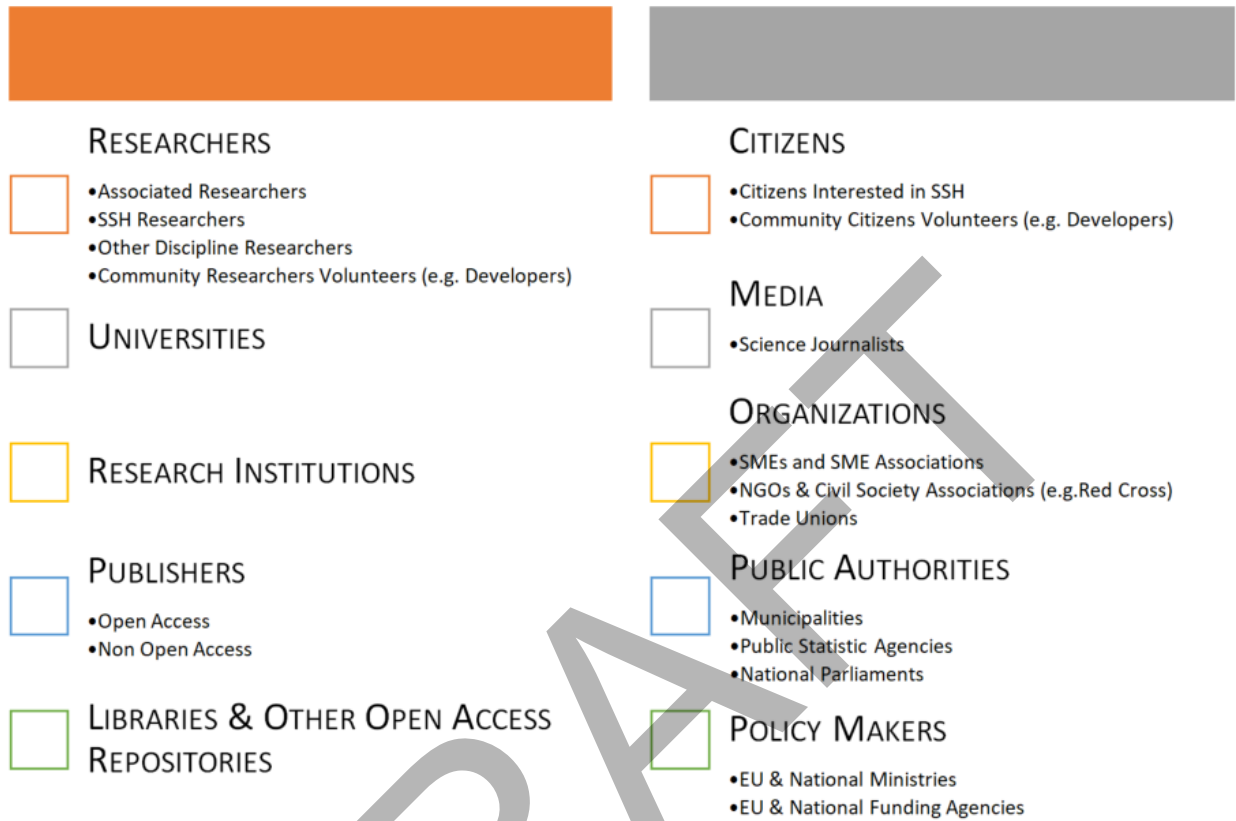 RESEARCHERS
•Associated Researchers
•SSH Researchers
•Other Discipline Researchers
•Community Researchers Volunteers (e.g. Developers)
UNIVERSITIES
RESEARCH INSTITUTIONS
PUBLISHERS
•Open Access
•Non Open Access
LIBRARIES & OTHER OPEN ACCESS
REPOSITORIES
CITIZENS
•Citizens Interested in SSH
•Community Citizens Volunteers (e.g. Developers)
MEDIA
•Science Journalists
ORGANIZATIONS
•SMEs and SME Associations
•NGOs & Civil Society Associations (e.g.Red Cross)
•Trade Unions
PUBLIC AUTHORITIES
•Municipalities
•Public Statistic Agencies
•National Parliaments
POLICY MAKERS
•EU & National Ministries
•EU & National Funding Agencies
RAFT